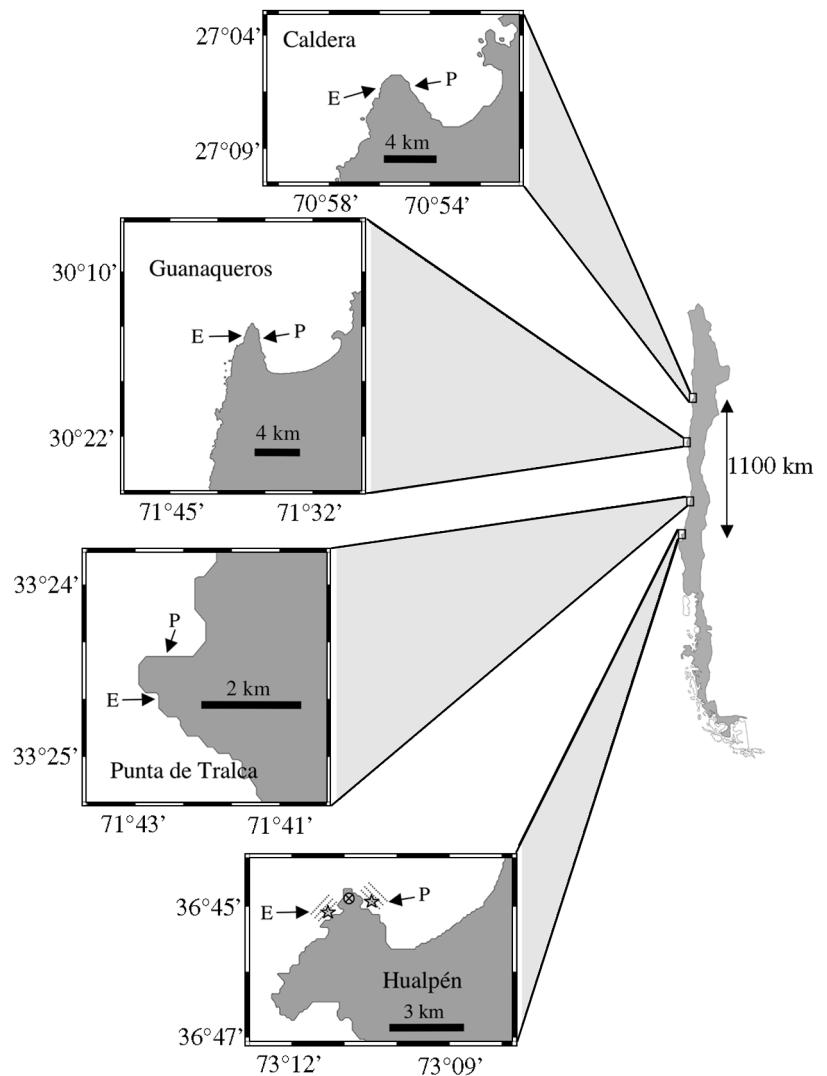 27°04’
Caldera
E
P
27°09’
4 km
70°58’
70°54’
30°10’
Guanaqueros
E
P
30°22’
4 km
71°45’
71°32’
1100 km
33°24’
P
E
2 km
33°25’
Punta de Tralca
71°43’
71°41’
36°45’
E
P
Hualpén
3 km
36°47’
73°12’
73°09’